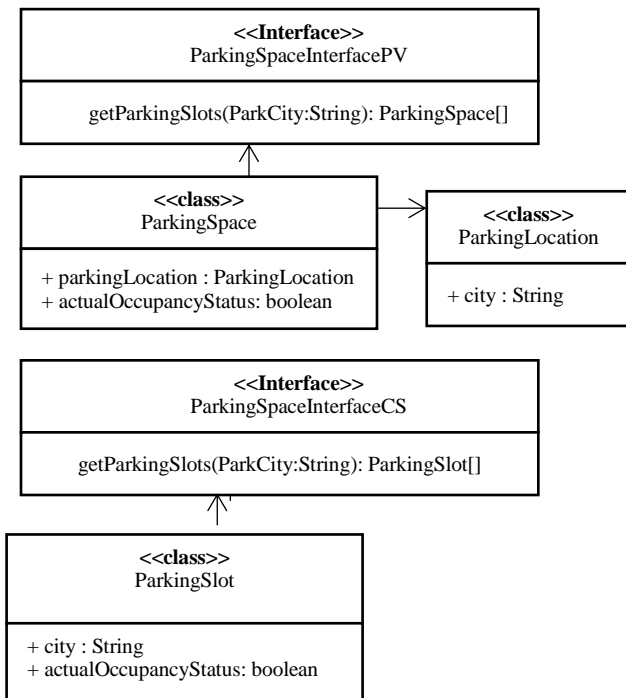 <<Interface>>
ParkingSpaceInterfacePV
getParkingSlots(ParkCity:String): ParkingSpace[]
<<class>>
ParkingSpace
+ parkingLocation : ParkingLocation
+ actualOccupancyStatus: boolean
<<class>>
ParkingLocation
+ city : String
<<Interface>>
ParkingSpaceInterfaceCS
getParkingSlots(ParkCity:String): ParkingSlot[]
<<class>>
ParkingSlot
+ city : String
+ actualOccupancyStatus: boolean